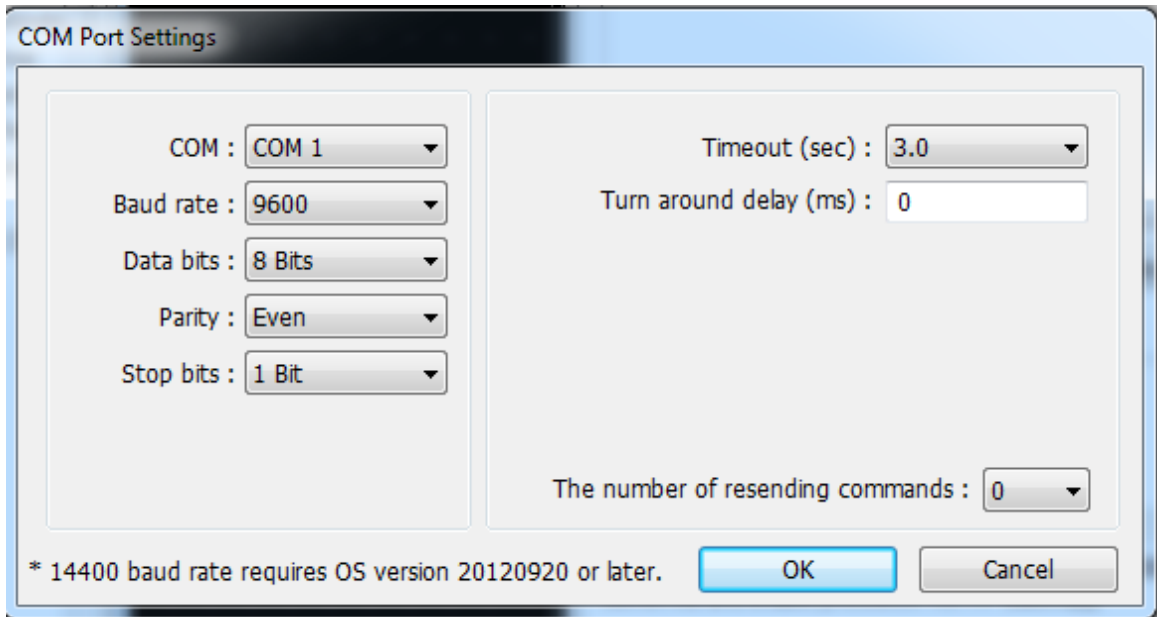 COM Port Settings
COM : COM 1
Baud rate : 9600
Data bits : 8 Bits
Parity : Even
Stop bits : 1 Bit
Timeout (sec) : 3.0
Turn around delay (ms) : 0
The number of resending commands : 0
* 14400 baud rate requires OS version 20120920 or later.
OK
Cancel